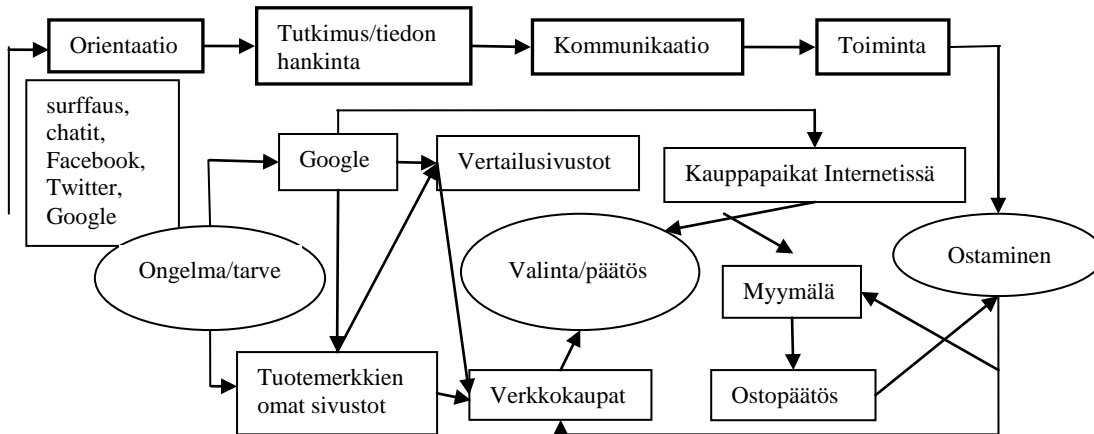 Orientaatio
Tutkimus/tiedon
hankinta
Kommunikaatio
Toiminta
surffaus,
chatit,
Facebook,
Twitter,
Google
Google
Vertailusivustot
Kauppapaikat Internetissä
Ongelma/tarve
Valinta/päätös
Myymälä
Ostaminen
Tuotemerkkien
omat sivustot
Verkkokaupat
Ostopäätös